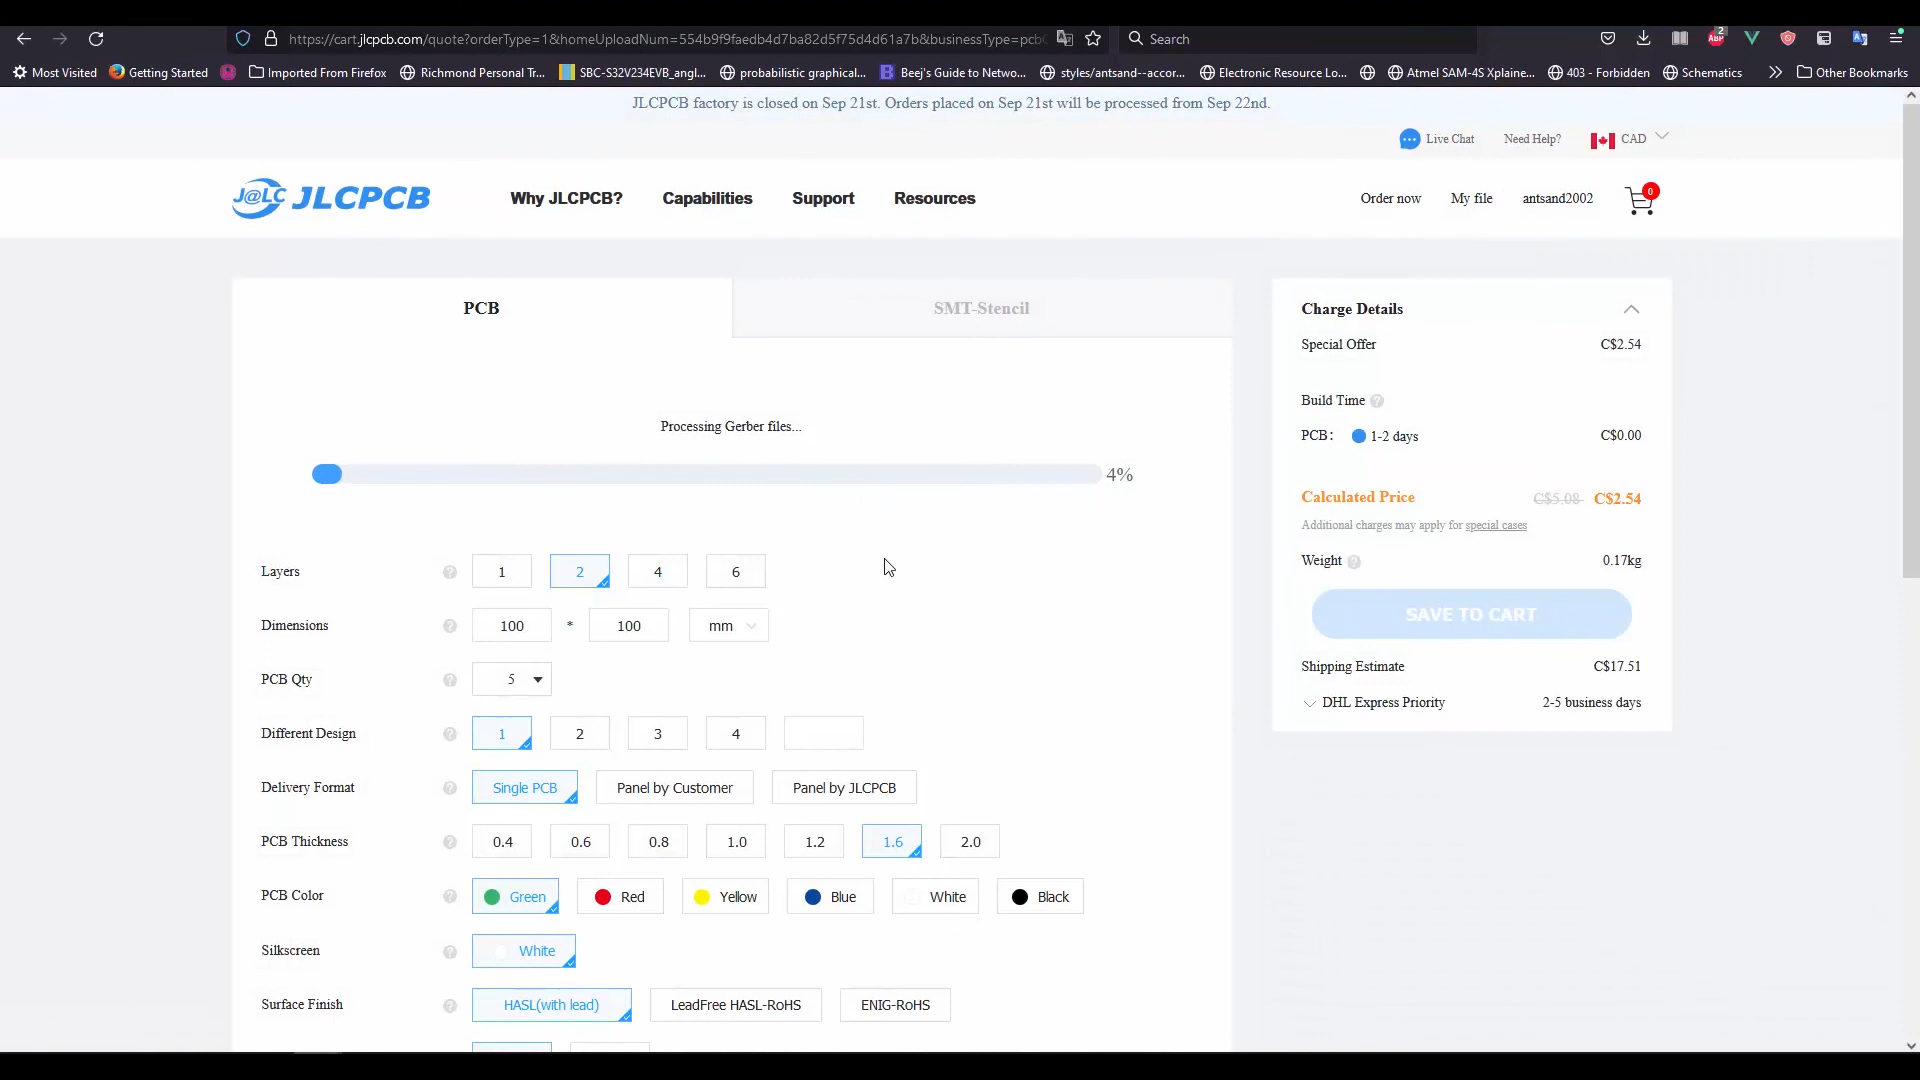 https://cart.jlcpcb.com/quote?orderType=1&homeUploadNum=554b9f9faedb4d7ba82d5f75d4d61a7b&businessType=pcb
Search
2
Most Visited
Getting Started
Imported From Firefox
Richmond Personal Tr...
SBC-S32V234EVB_angl...
probabilistic graphical...
Beej's Guide to Netwo...
styles/antsand--accor...
Electronic Resource Lo...
Atmel SAM-4S Xplaine...
403 - Forbidden
Schematics
Other Bookmarks
JLCPCB factory is closed on Sep 21st. Orders placed on Sep 21st will be processed from Sep 22nd.
Live Chat
Need Help?
CAD
J@LC JLCPCB
Why JLCPCB?
Capabilities
Support
Resources
Order now
My file
antsand2002
0
PCB
SMT-Stencil
Processing Gerber files...
4%
Layers ? 1 2 4 6
Dimensions ? 100 * 100 mm
PCB Qty ? 5
Different Design ? 1 2 3 4
Delivery Format ? Single PCB Panel by Customer Panel by JLCPCB
PCB Thickness ? 0.4 0.6 0.8 1.0 1.2 1.6 2.0
PCB Color ? Green Red Yellow Blue White Black
Silkscreen ? White
Surface Finish ? HASL(with lead) LeadFree HASL-RoHS ENIG-RoHS
Charge Details
Special Offer C$2.54
Build Time ?
PCB: 1-2 days C$0.00
Calculated Price C$5.08 C$2.54
Additional charges may apply for special cases
Weight ? 0.17kg
SAVE TO CART
Shipping Estimate C$17.51
DHL Express Priority 2-5 business days